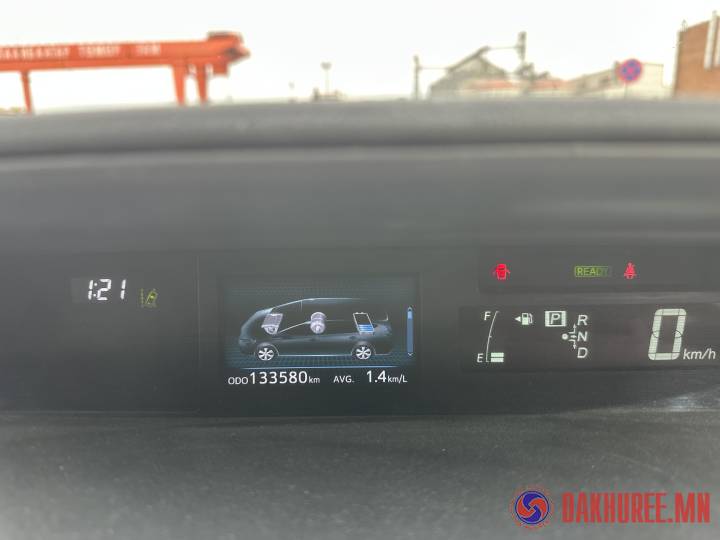 1:21
ODO 133580 km AVG. 1.4 km/L
READY
F
E
P R
N
D
0 km/h
DAKHUREE.MN